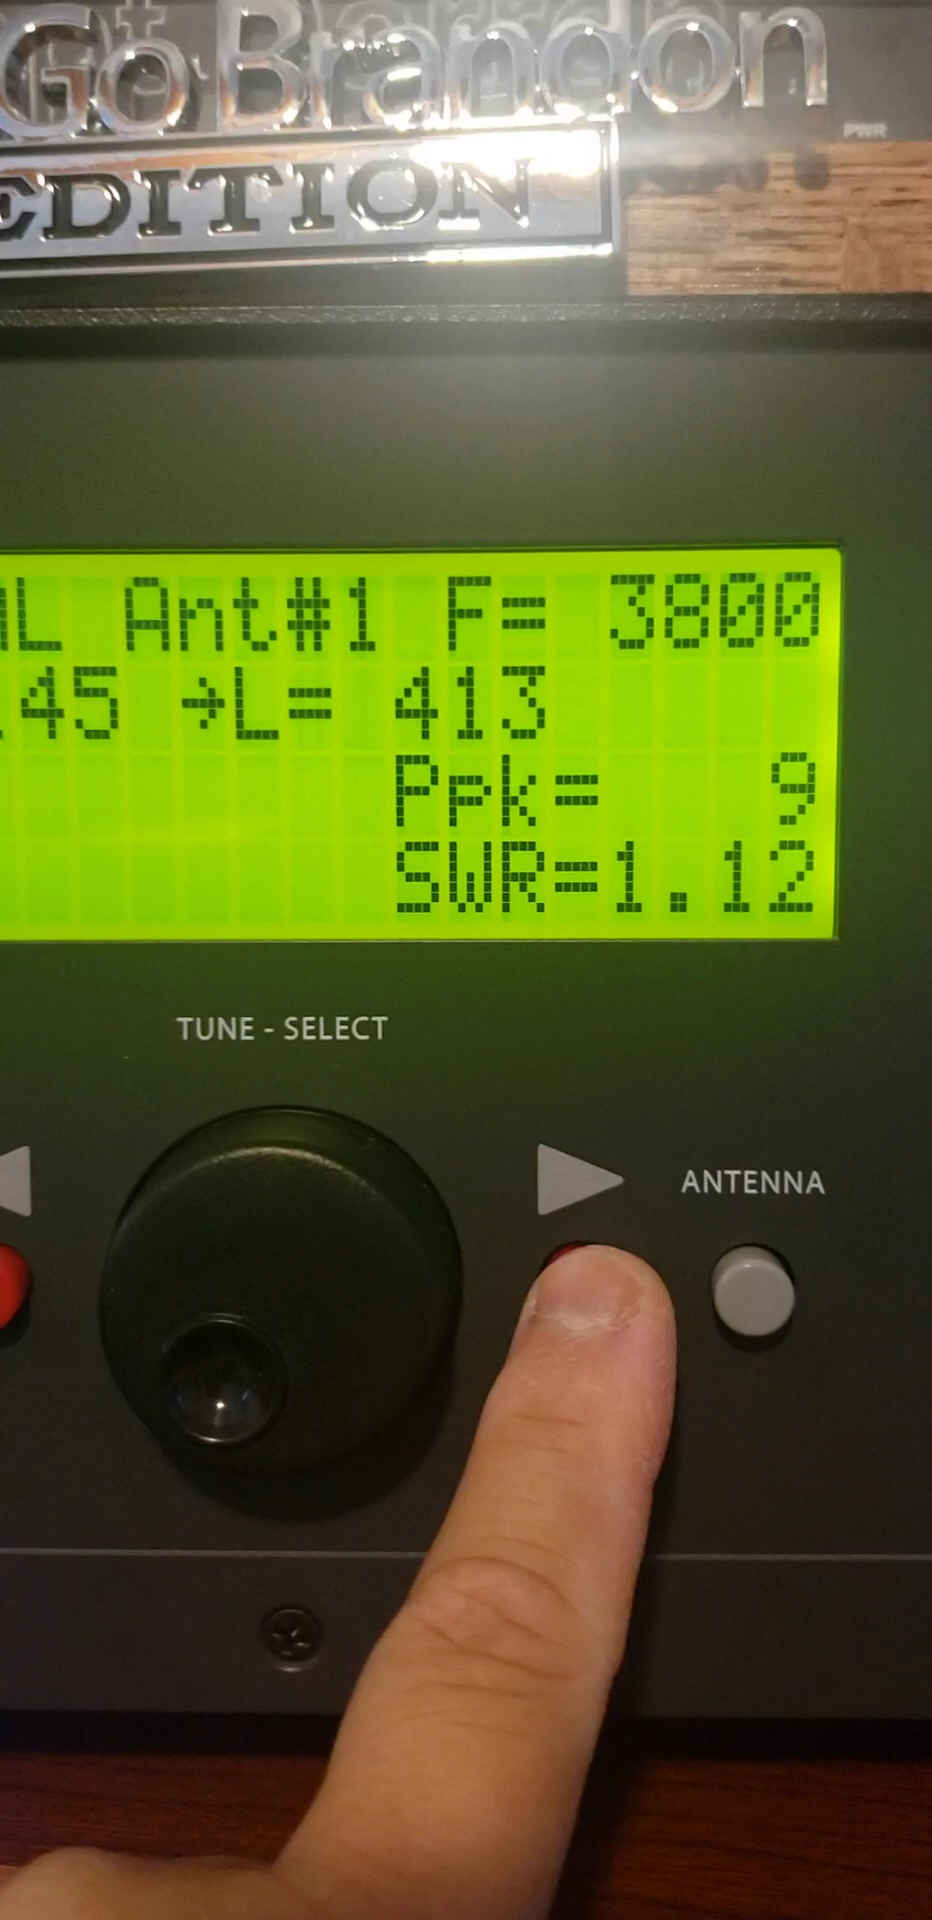 Go Brandon
EDITION
PWR
L Ant#1 F= 3800
45 →L= 413
Ppk= 9
SWR=1.12
TUNE - SELECT
ANTENNA